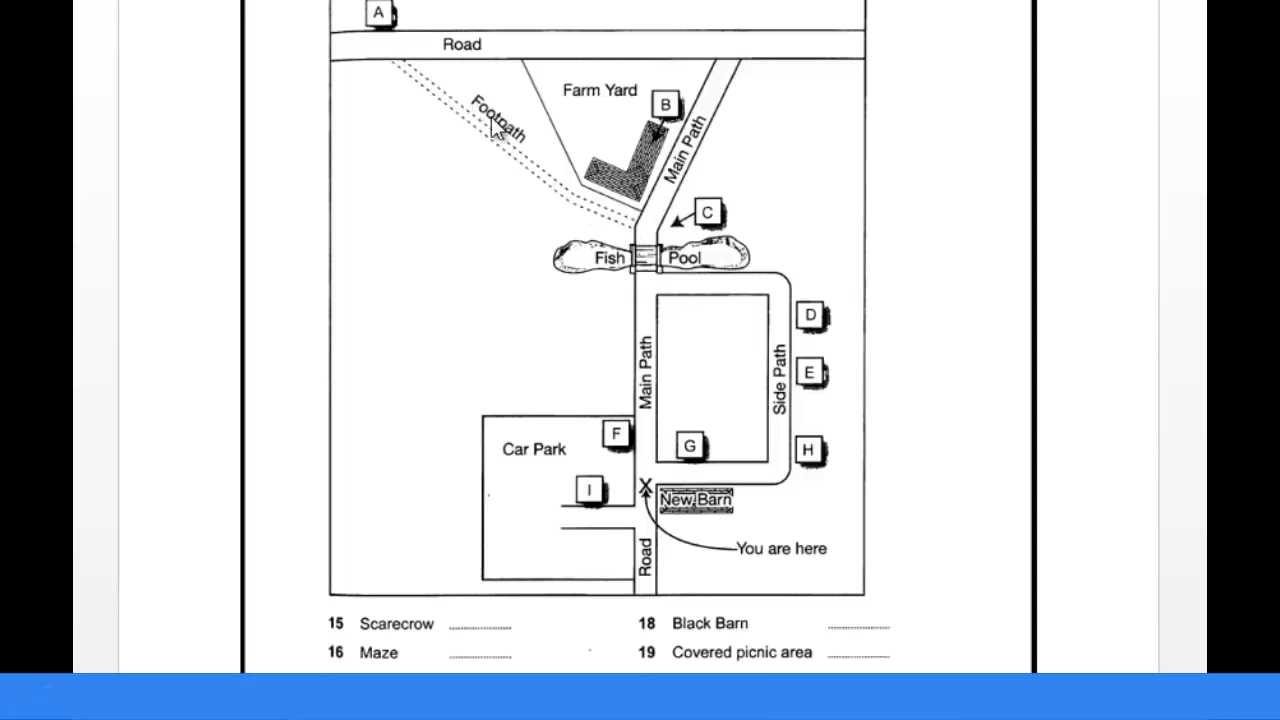 A
Road
Farm Yard
B
Footpath
Main Path
C
Fish
Pool
D
Main Path
Side Path
E
F
G
H
Car Park
I
X
New Barn
You are here
Road
15 Scarecrow
18 Black Barn
16 Maze
19 Covered picnic area